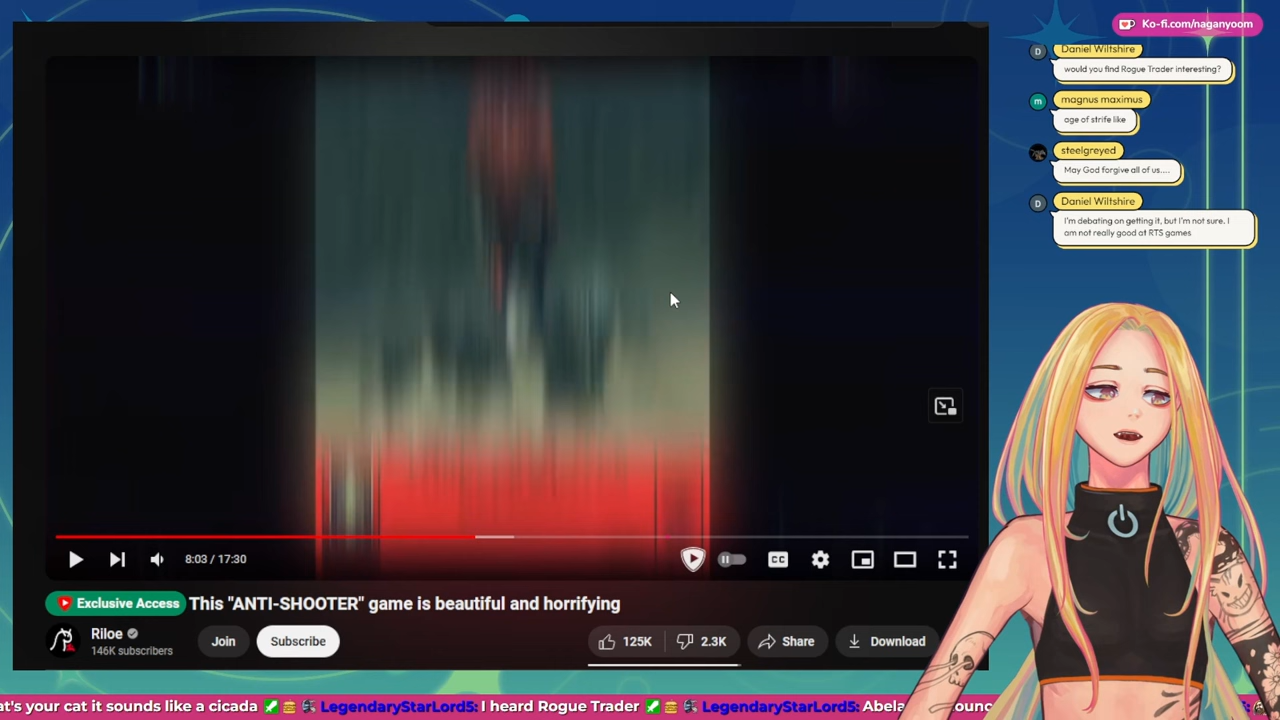 Ko-fi.com/naganyoom
Daniel Wiltshire
would you find Rogue Trader interesting?
magnus maximus
age of strife like
steelgreyed
May God forgive all of us....
Daniel Wiltshire
I'm debating on getting it, but I'm not sure. I
am not really good at RTS games
8:03 / 17:30
CC
Exclusive Access This "ANTI-SHOOTER" game is beautiful and horrifying
Riloe
146K subscribers
Join
Subscribe
125K
2.3K
Share
Download
at's your cat it sounds like a cicada LegendaryStarLord5: I heard Rogue Trader LegendaryStarLord5: Abela